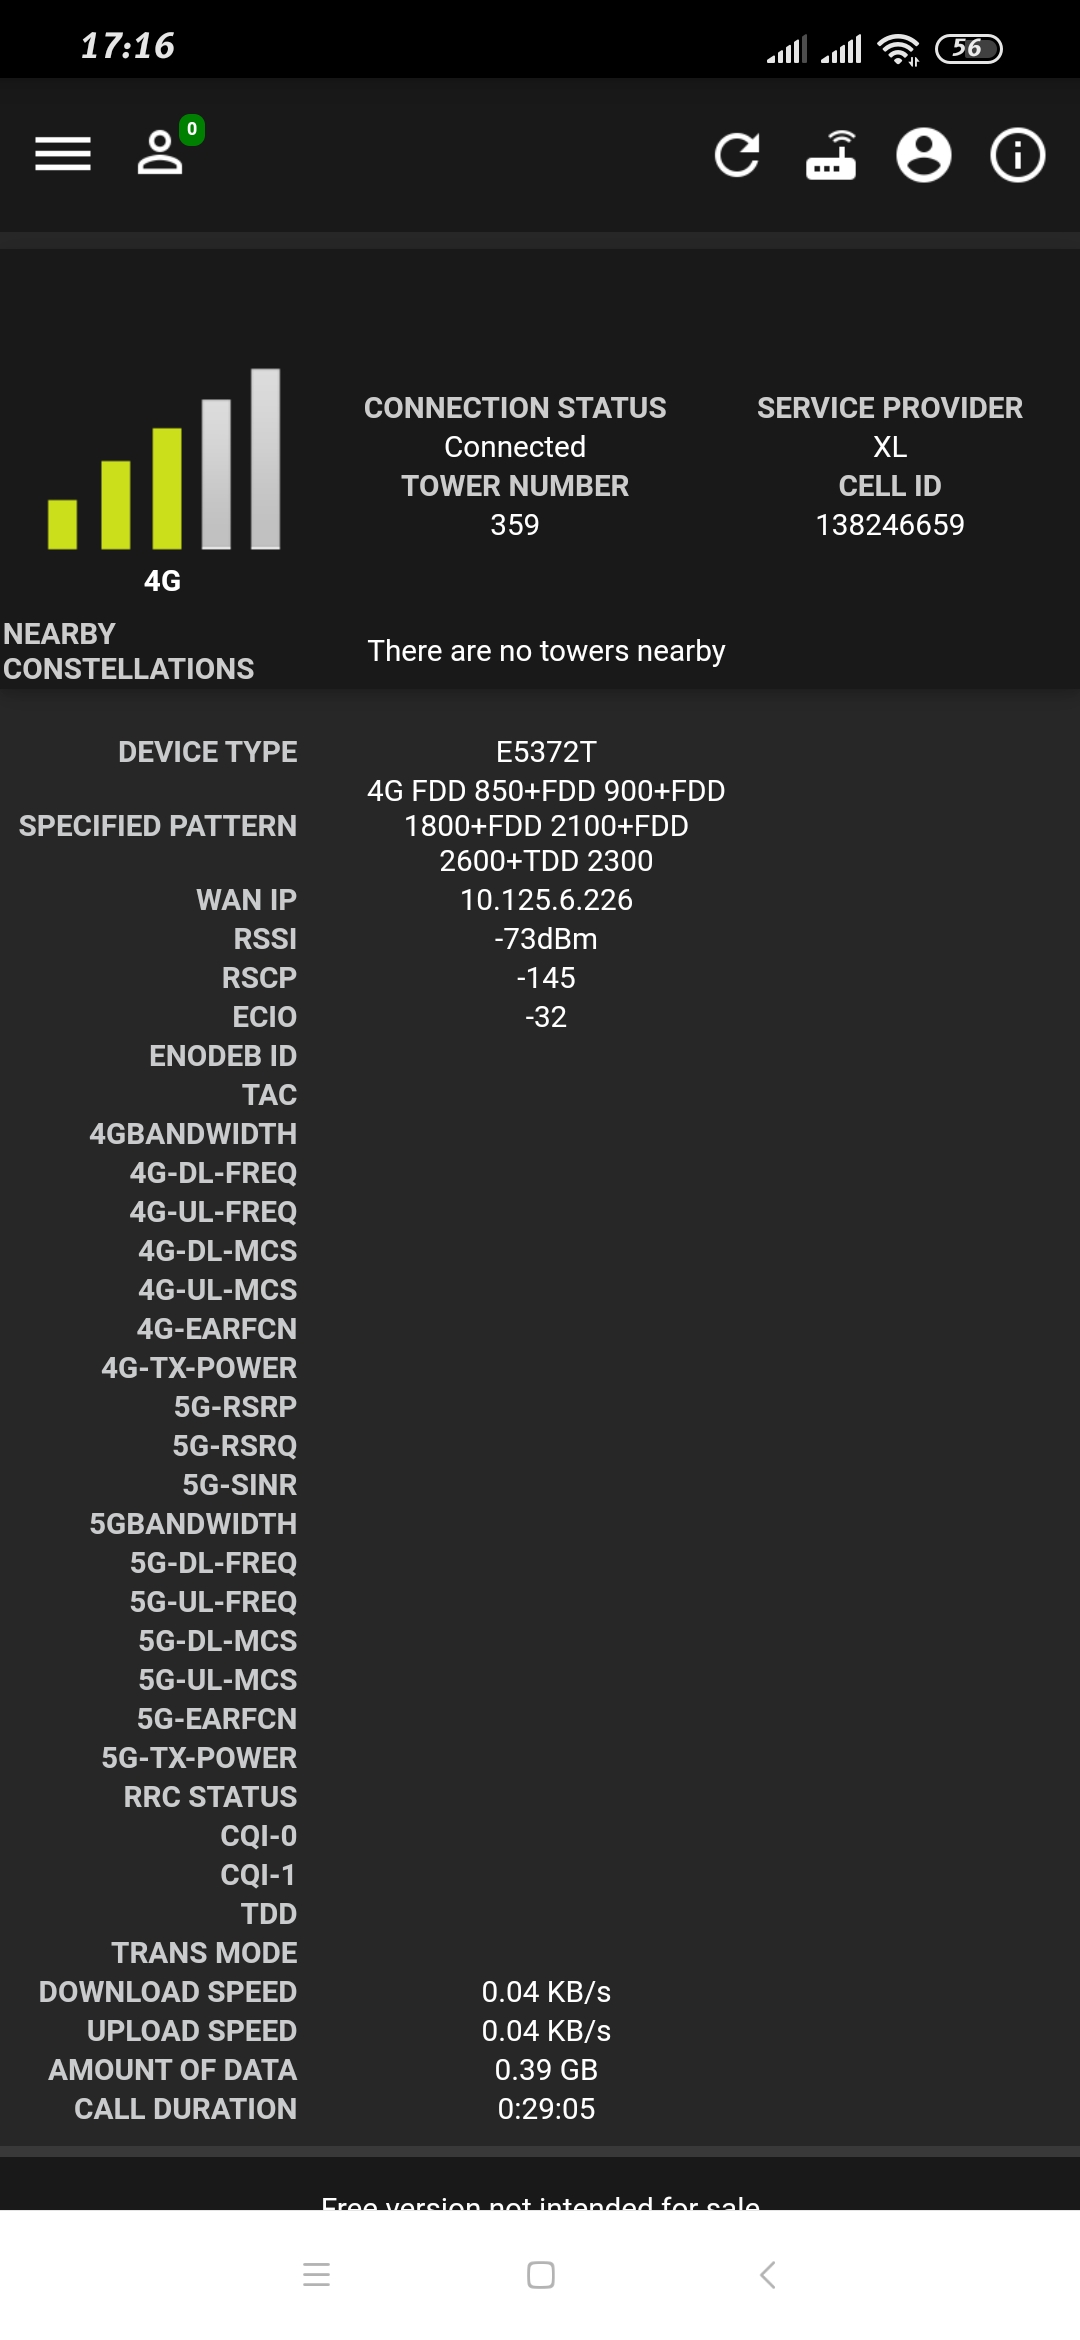 17:16
56
0
CONNECTION STATUS
Connected
TOWER NUMBER
359
SERVICE PROVIDER
XL
CELL ID
138246659
4G
NEARBY
CONSTELLATIONS
There are no towers nearby
DEVICE TYPE E5372T
SPECIFIED PATTERN
4G FDD 850+FDD 900+FDD
1800+FDD 2100+FDD
2600+TDD 2300
WAN IP 10.125.6.226
RSSI -73dBm
RSCP -145
ECIO -32
ENODEB ID
TAC
4GBANDWIDTH
4G-DL-FREQ
4G-UL-FREQ
4G-DL-MCS
4G-UL-MCS
4G-EARFCN
4G-TX-POWER
5G-RSRP
5G-RSRQ
5G-SINR
5GBANDWIDTH
5G-DL-FREQ
5G-UL-FREQ
5G-DL-MCS
5G-UL-MCS
5G-EARFCN
5G-TX-POWER
RRC STATUS
CQI-0
CQI-1
TDD
TRANS MODE
DOWNLOAD SPEED 0.04 KB/s
UPLOAD SPEED 0.04 KB/s
AMOUNT OF DATA 0.39 GB
CALL DURATION 0:29:05
Free version not intended for sale